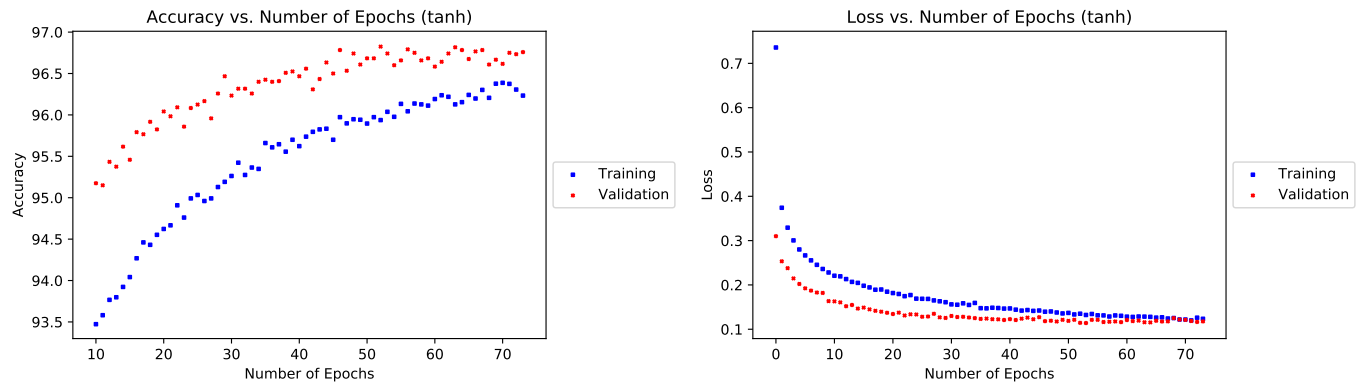 Accuracy vs. Number of Epochs (tanh)
97.0
96.5
96.0
95.5
95.0
94.5
94.0
93.5
Accuracy
10 20 30 40 50 60 70
Number of Epochs
Training
Validation
Loss vs. Number of Epochs (tanh)
0.7
0.6
0.5
0.4
0.3
0.2
0.1
Loss
0 10 20 30 40 50 60 70
Number of Epochs
Training
Validation